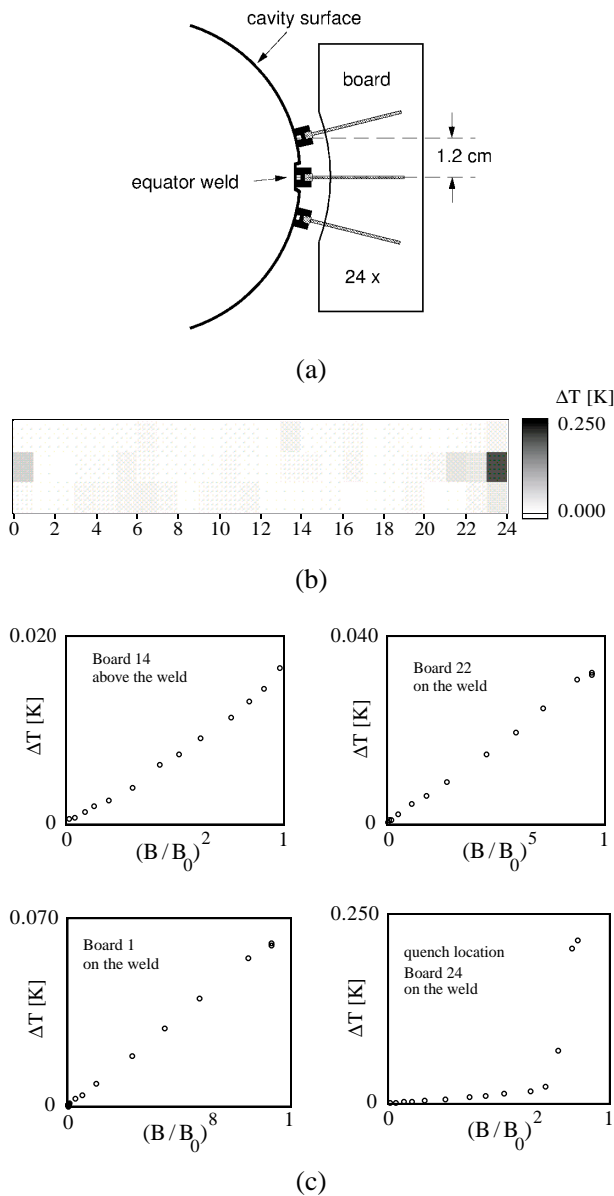 cavity surface
board
1.2 cm
equator weld
24 x
(a)
ΔT [K]
0.250
0.000
0 2 4 6 8 10 12 14 16 18 20 22 24
(b)
0.020
Board 14
above the weld
ΔT [K]
0
0 (B/B₀)² 1
0.040
Board 22
on the weld
ΔT [K]
0
0 (B/B₀)⁵ 1
0.070
Board 1
on the weld
ΔT [K]
0
0 (B/B₀)⁸ 1
0.250
quench location
Board 24
on the weld
ΔT [K]
0
0 (B/B₀)² 1
(c)